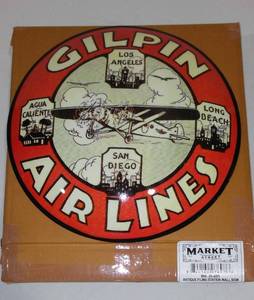 GILPIN
LOS
ANGELES
AGUA
CALIENTE
LONG
BEACH
SAN
DIEGO
AIR LINES
MARKET
STREET